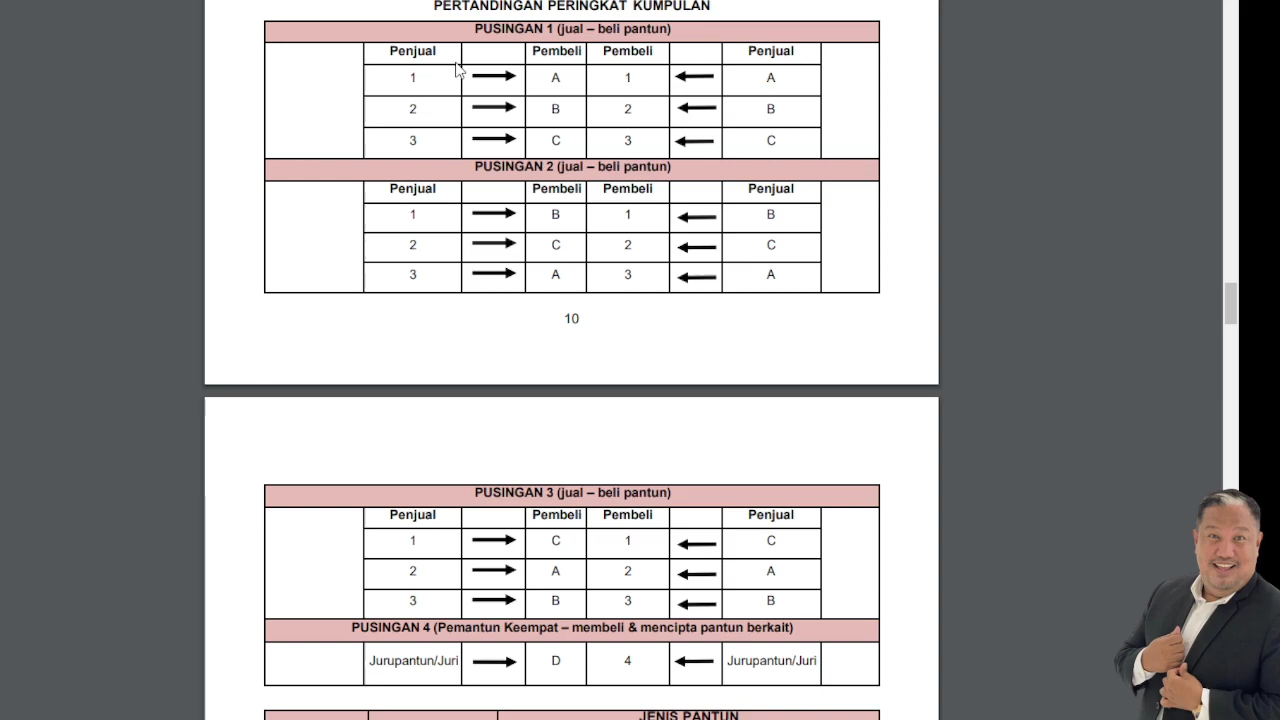 PERTANDINGAN PERINGKAT KUMPULAN
PUSINGAN 1 (jual – beli pantun)
Penjual Pembeli Pembeli Penjual
1 A 1 A
2 B 2 B
3 C 3 C
PUSINGAN 2 (jual – beli pantun)
Penjual Pembeli Pembeli Penjual
1 B 1 B
2 C 2 C
3 A 3 A
10
PUSINGAN 3 (jual – beli pantun)
Penjual Pembeli Pembeli Penjual
1 C 1 C
2 A 2 A
3 B 3 B
PUSINGAN 4 (Pemantun Keempat – membeli & mencipta pantun berkait)
Jurupantun/Juri D 4 Jurupantun/Juri
JENIS PANTUN